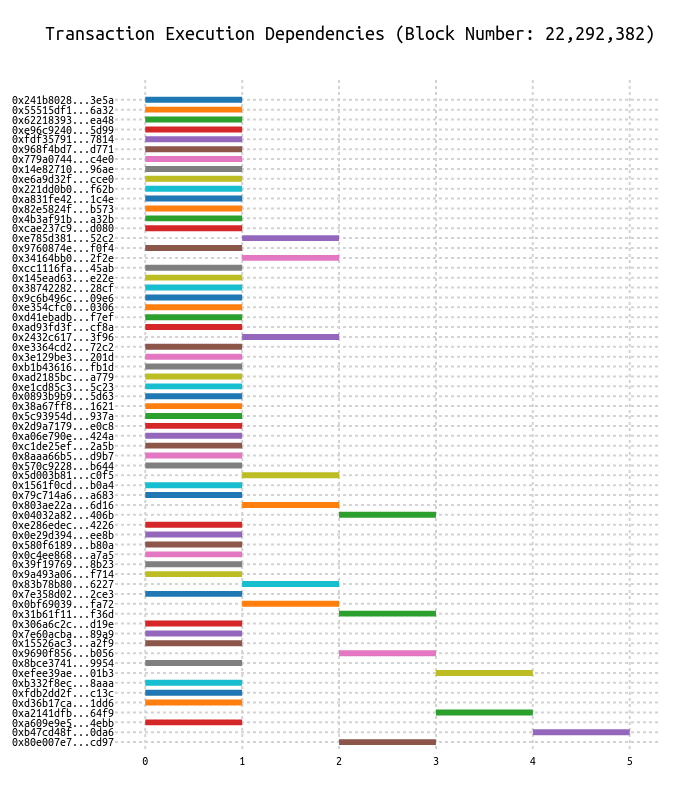 Transaction Execution Dependencies (Block Number: 22,292,382)
0x241b8028...3e5a
0x55515df1...6a32
0x62218393...ea48
0xe96c9240...5d99
0xfdf35791...7814
0x968f4bd7...d771
0x779a0744...c4e0
0x14e82710...96ae
0xe6a9d32f...cce0
0x221dd0b0...f62b
0xa831fe42...1c4e
0x82e5824f...b573
0x4b3af91b...a32b
0xcae237c9...d080
0xe785d381...52c2
0x9760874e...f0f4
0x34164bb0...2f2e
0xcc1116fa...45ab
0x145ead63...e22e
0x38742282...28cf
0x9c6b496c...09e6
0xe354cfc0...0306
0xd41ebadb...f7ef
0xad93fd3f...cf8a
0x2432c617...3f96
0xe3364cd2...72c2
0x3e129be3...201d
0xb1b43616...fb1d
0xad2185bc...a779
0xe1cd85c3...5c23
0x0893b9b9...5d63
0x38a67ff8...1621
0x5c93954d...937a
0x2d9a7179...e0c8
0xa06e790e...424a
0xc1de25ef...2a5b
0x8aaa66b5...d9b7
0x570c9228...b644
0x5d003b81...c0f5
0x1561f0cd...b0a4
0x79c714a6...a683
0x803ae22a...6d16
0x04032a82...406b
0xe286edec...4226
0x0e29d394...ee8b
0x580f6189...b80a
0x0c4ee868...a7a5
0x39f19769...8b23
0x9a493a06...f714
0x83b78b80...6227
0x7e358d02...2ce3
0x0bf69039...fa72
0x31b61f11...f36d
0x306a6c2c...d19e
0x7e60acba...89a9
0x15526ac3...a2f9
0x9690f856...b056
0x8bce3741...9954
0xefee39ae...01b3
0xb332f8ec...8aaa
0xfdb2dd2f...c13c
0xd36b17ca...1dd6
0xa2141dfb...64f9
0xa609e9e5...4ebb
0xb47cd48f...0da6
0x80e007e7...cd97
0 1 2 3 4 5